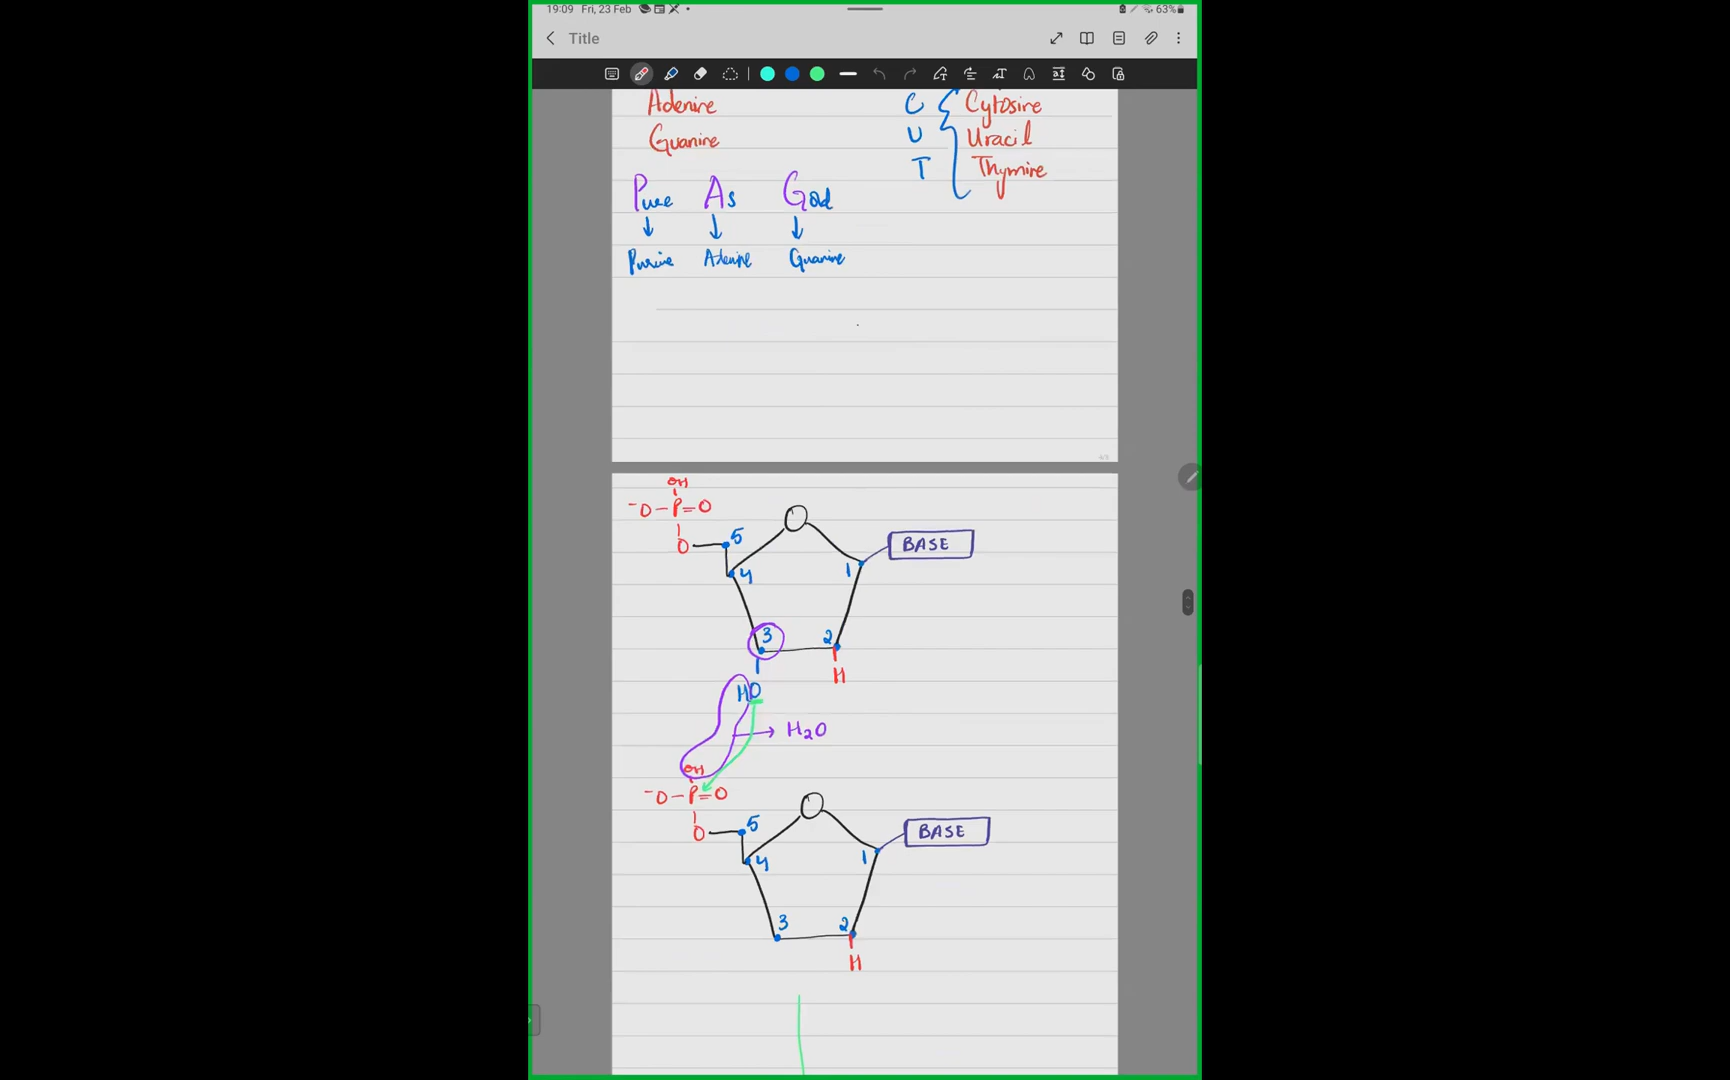 19:09 Fri, 23 Feb
63%
Title
Adenine
Guanine
C Cytosine
U Uracil
T Thymine
Pure As Gold
Purine Adenine Guanine
OH
⁻O-P=O
O
5
O
BASE
4
1
3
2
HO
H
H₂O
OH
⁻O-P=O
O
5
O
BASE
4
1
3
2
H